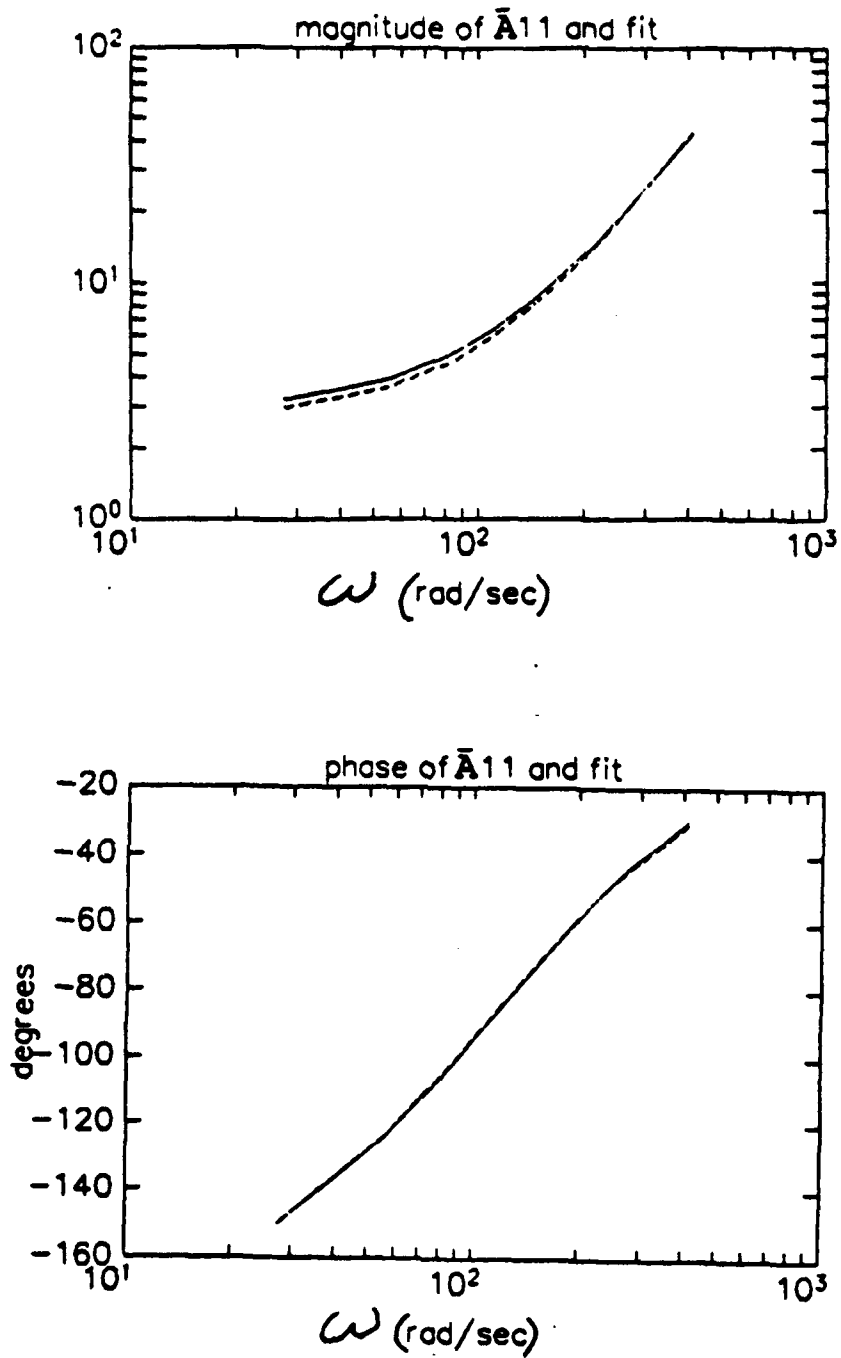 magnitude of Ā11 and fit
10²
10¹
10⁰
10¹ 10² 10³
ω (rad/sec)
phase of Ā11 and fit
-20
-40
-60
-80
-100
-120
-140
-160
degrees
10¹ 10² 10³
ω (rad/sec)